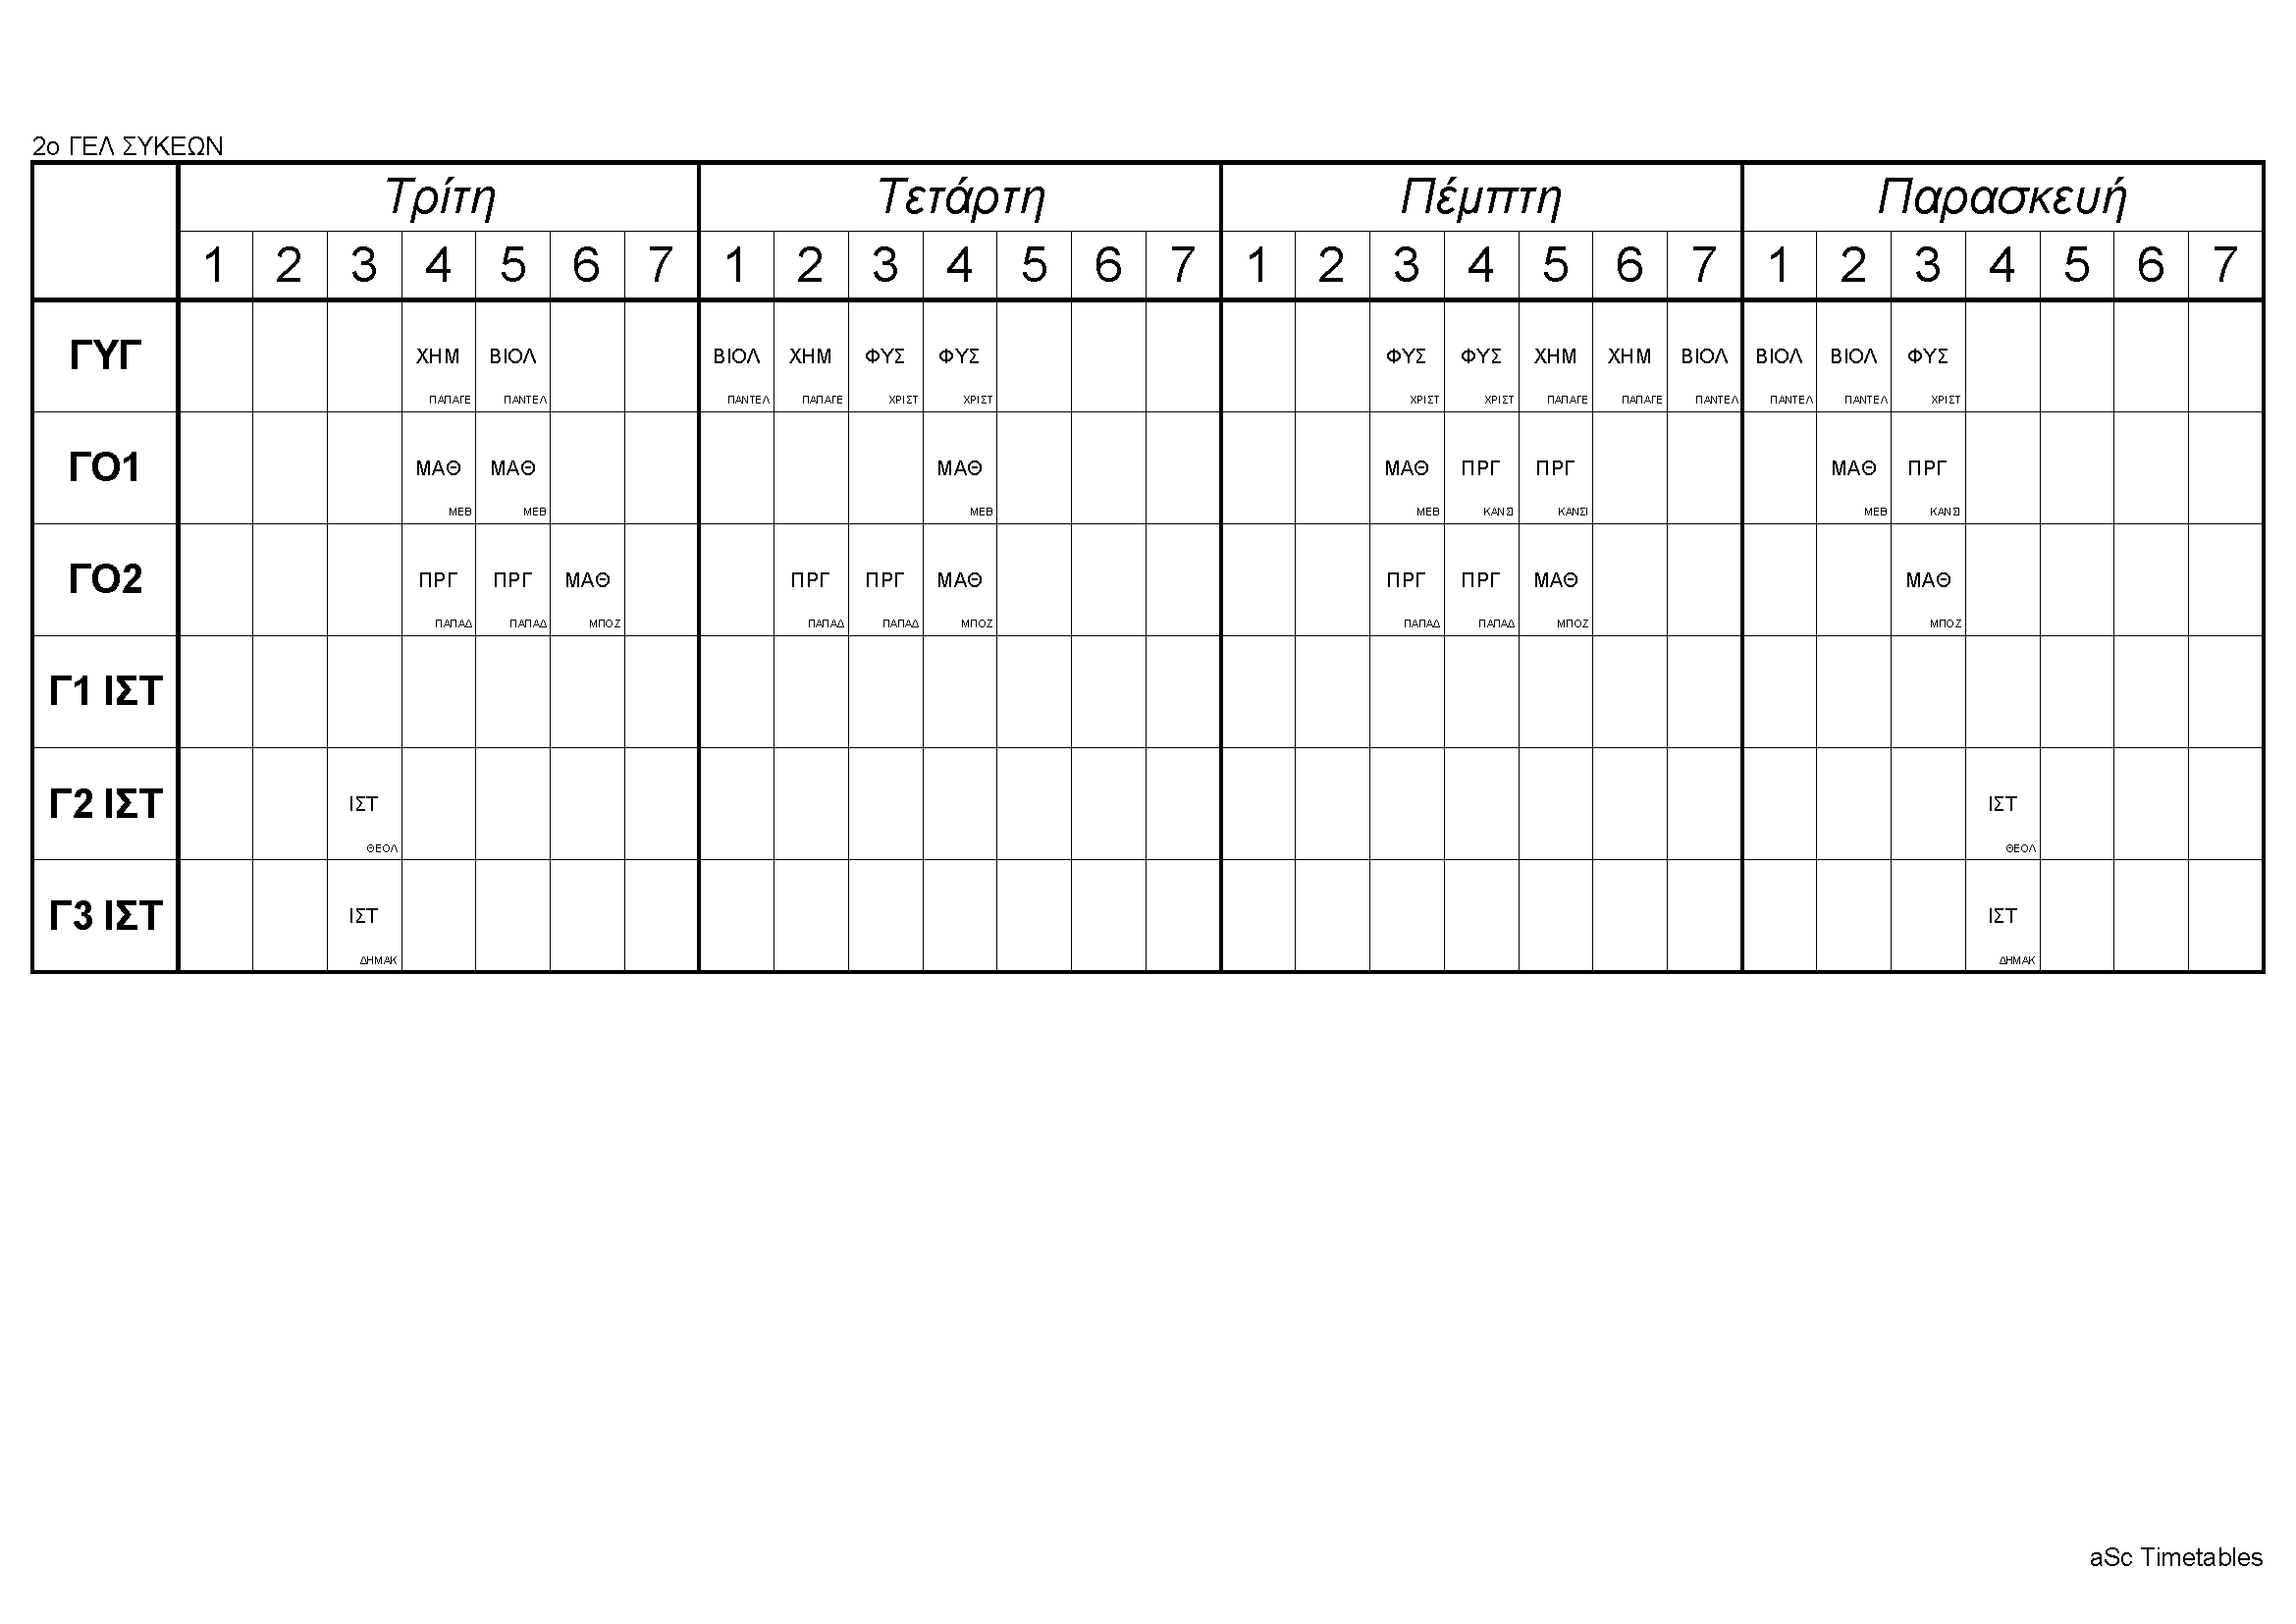 2ο ΓΕΛ ΣΥΚΕΩΝ
Τρίτη Τετάρτη Πέμπτη Παρασκευή
1 2 3 4 5 6 7 1 2 3 4 5 6 7 1 2 3 4 5 6 7 1 2 3 4 5 6 7
ΓΥΓ ΧΗΜ ΒΙΟΛ ΒΙΟΛ ΧΗΜ ΦΥΣ ΦΥΣ ΦΥΣ ΦΥΣ ΧΗΜ ΧΗΜ ΒΙΟΛ ΒΙΟΛ ΒΙΟΛ ΦΥΣ
ΠΑΠΑΓΕ ΠΑΝΤΕΛ ΠΑΝΤΕΛ ΠΑΠΑΓΕ ΧΡΙΣΤ ΧΡΙΣΤ ΧΡΙΣΤ ΧΡΙΣΤ ΠΑΠΑΓΕ ΠΑΠΑΓΕ ΠΑΝΤΕΛ ΠΑΝΤΕΛ ΠΑΝΤΕΛ ΧΡΙΣΤ
ΓΟ1 ΜΑΘ ΜΑΘ ΜΑΘ ΜΑΘ ΠΡΓ ΠΡΓ ΜΑΘ ΠΡΓ
ΜΕΒ ΜΕΒ ΜΕΒ ΜΕΒ ΚΑΝΣΙ ΚΑΝΣΙ ΜΕΒ ΚΑΝΣΙ
ΓΟ2 ΠΡΓ ΠΡΓ ΜΑΘ ΠΡΓ ΠΡΓ ΜΑΘ ΠΡΓ ΠΡΓ ΜΑΘ ΜΑΘ
ΠΑΠΑΔ ΠΑΠΑΔ ΜΠΟΖ ΠΑΠΑΔ ΠΑΠΑΔ ΜΠΟΖ ΠΑΠΑΔ ΠΑΠΑΔ ΜΠΟΖ ΜΠΟΖ
Γ1 ΙΣΤ
Γ2 ΙΣΤ ΙΣΤ ΙΣΤ
ΘΕΟΛ ΘΕΟΛ
Γ3 ΙΣΤ ΙΣΤ ΙΣΤ
ΔΗΜΑΚ ΔΗΜΑΚ
aSc Timetables